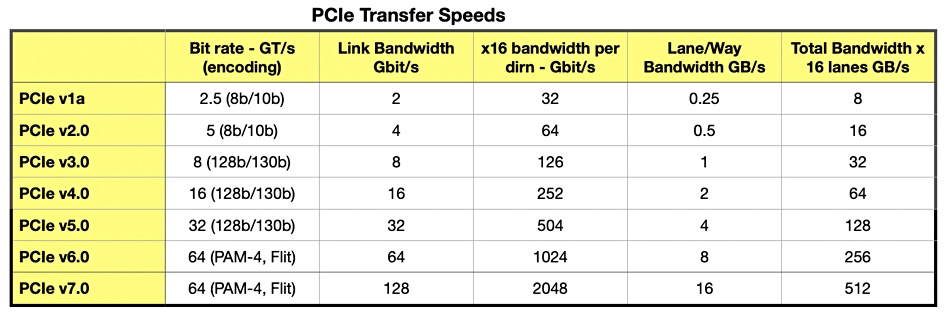 PCIe Transfer Speeds
Bit rate - GT/s (encoding) Link Bandwidth Gbit/s x16 bandwidth per dirn - Gbit/s Lane/Way Bandwidth GB/s Total Bandwidth x 16 lanes GB/s
PCIe v1a 2.5 (8b/10b) 2 32 0.25 8
PCIe v2.0 5 (8b/10b) 4 64 0.5 16
PCIe v3.0 8 (128b/130b) 8 126 1 32
PCIe v4.0 16 (128b/130b) 16 252 2 64
PCIe v5.0 32 (128b/130b) 32 504 4 128
PCIe v6.0 64 (PAM-4, Flit) 64 1024 8 256
PCIe v7.0 64 (PAM-4, Flit) 128 2048 16 512